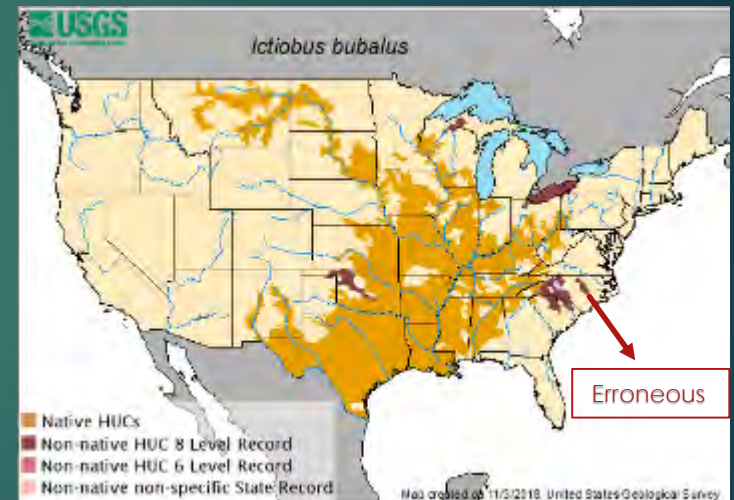 USGS
Ictiobus bubalus
Erroneous
Native HUCs
Non-native HUC 8 Level Record
Non-native HUC 6 Level Record
Non-native non-specific State Record
Map created on 11/3/2018. United States Geological Survey